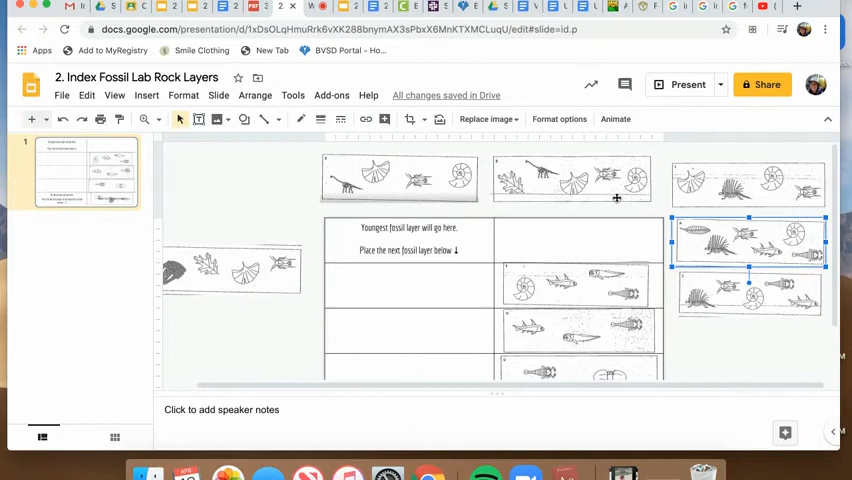 docs.google.com/presentation/d/1xDsOLqHmuRrk6vXK288bnymAX3sPbxX6MnKTXMCLuqU/edit#slide=id.p
Apps Add to MyRegistry Smile Clothing New Tab BVSD Portal - Ho...
2. Index Fossil Lab Rock Layers
Present Share
File Edit View Insert Format Slide Arrange Tools Add-ons Help All changes saved in Drive
Replace image Format options Animate
1
Youngest fossil layer will go here.
Place the next fossil layer below ↓
Click to add speaker notes